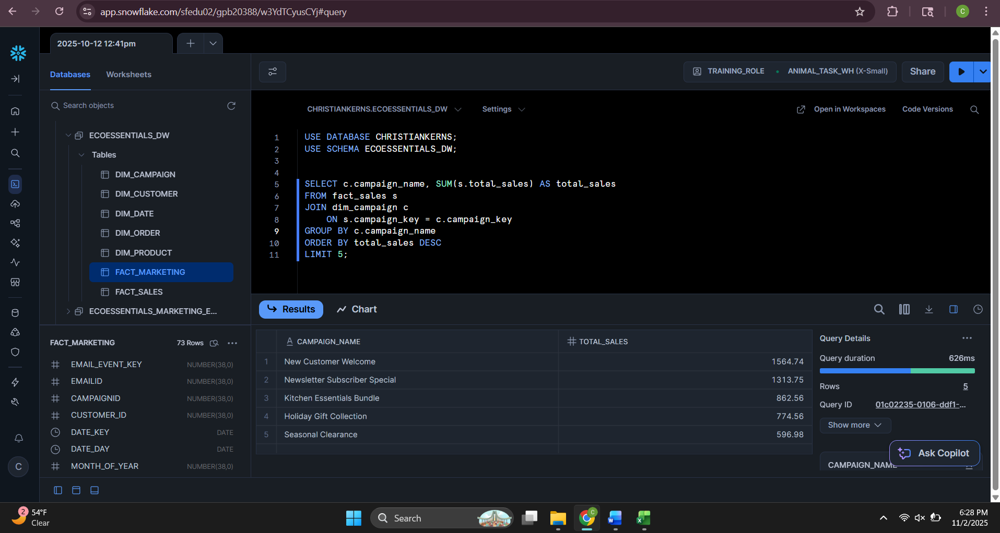 app.snowflake.com/sfedu02/gpb20388/w3YdTCyusCYj#query
C
2025-10-12 12:41pm
Databases
Worksheets
TRAINING_ROLE
ANIMAL_TASK_WH (X-Small)
Share
Search objects
CHRISTIANKERNS.ECOESSENTIALS_DW
Settings
Open in Workspaces
Code Versions
ECOESSENTIALS_DW
Tables
DIM_CAMPAIGN
DIM_CUSTOMER
DIM_DATE
DIM_ORDER
DIM_PRODUCT
FACT_MARKETING
FACT_SALES
ECOESSENTIALS_MARKETING_E...
1 USE DATABASE CHRISTIANKERNS;
2 USE SCHEMA ECOESSENTIALS_DW;
3
4
5 SELECT c.campaign_name, SUM(s.total_sales) AS total_sales
6 FROM fact_sales s
7 JOIN dim_campaign c
8 ON s.campaign_key = c.campaign_key
9 GROUP BY c.campaign_name
10 ORDER BY total_sales DESC
11 LIMIT 5;
Results
Chart
FACT_MARKETING 73 Rows
EMAIL_EVENT_KEY NUMBER(38,0)
EMAILID NUMBER(38,0)
CAMPAIGNID NUMBER(38,0)
CUSTOMER_ID NUMBER(38,0)
DATE_KEY DATE
DATE_DAY DATE
MONTH_OF_YEAR NUMBER(38,0)
CAMPAIGN_NAME TOTAL_SALES
1 New Customer Welcome 1564.74
2 Newsletter Subscriber Special 1313.75
3 Kitchen Essentials Bundle 862.56
4 Holiday Gift Collection 774.56
5 Seasonal Clearance 596.98
Query Details
Query duration 626ms
Rows 5
Query ID 01c02235-0106-ddf1-...
Show more
Ask Copilot
CAMPAIGN_NAME
C
2
54°F
Clear
Search
C
6:28 PM
11/2/2025